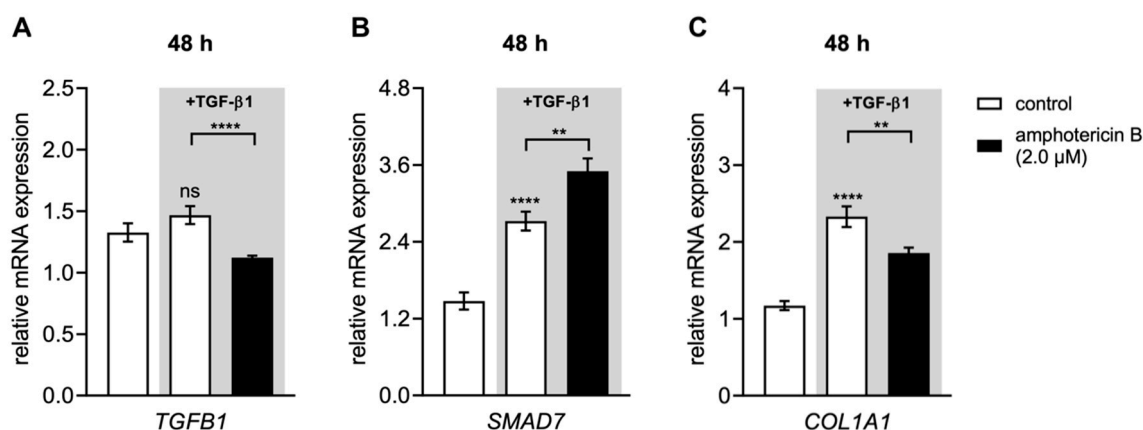 A
48 h
relative mRNA expression
2.5
2.0
1.5
1.0
0.5
0.0
+TGF-β1
****
ns
TGFB1
B
48 h
relative mRNA expression
4.8
3.6
2.4
1.2
0.0
+TGF-β1
**
****
SMAD7
C
48 h
relative mRNA expression
4
3
2
1
0
+TGF-β1
**
****
COL1A1
control
amphotericin B
(2.0 µM)